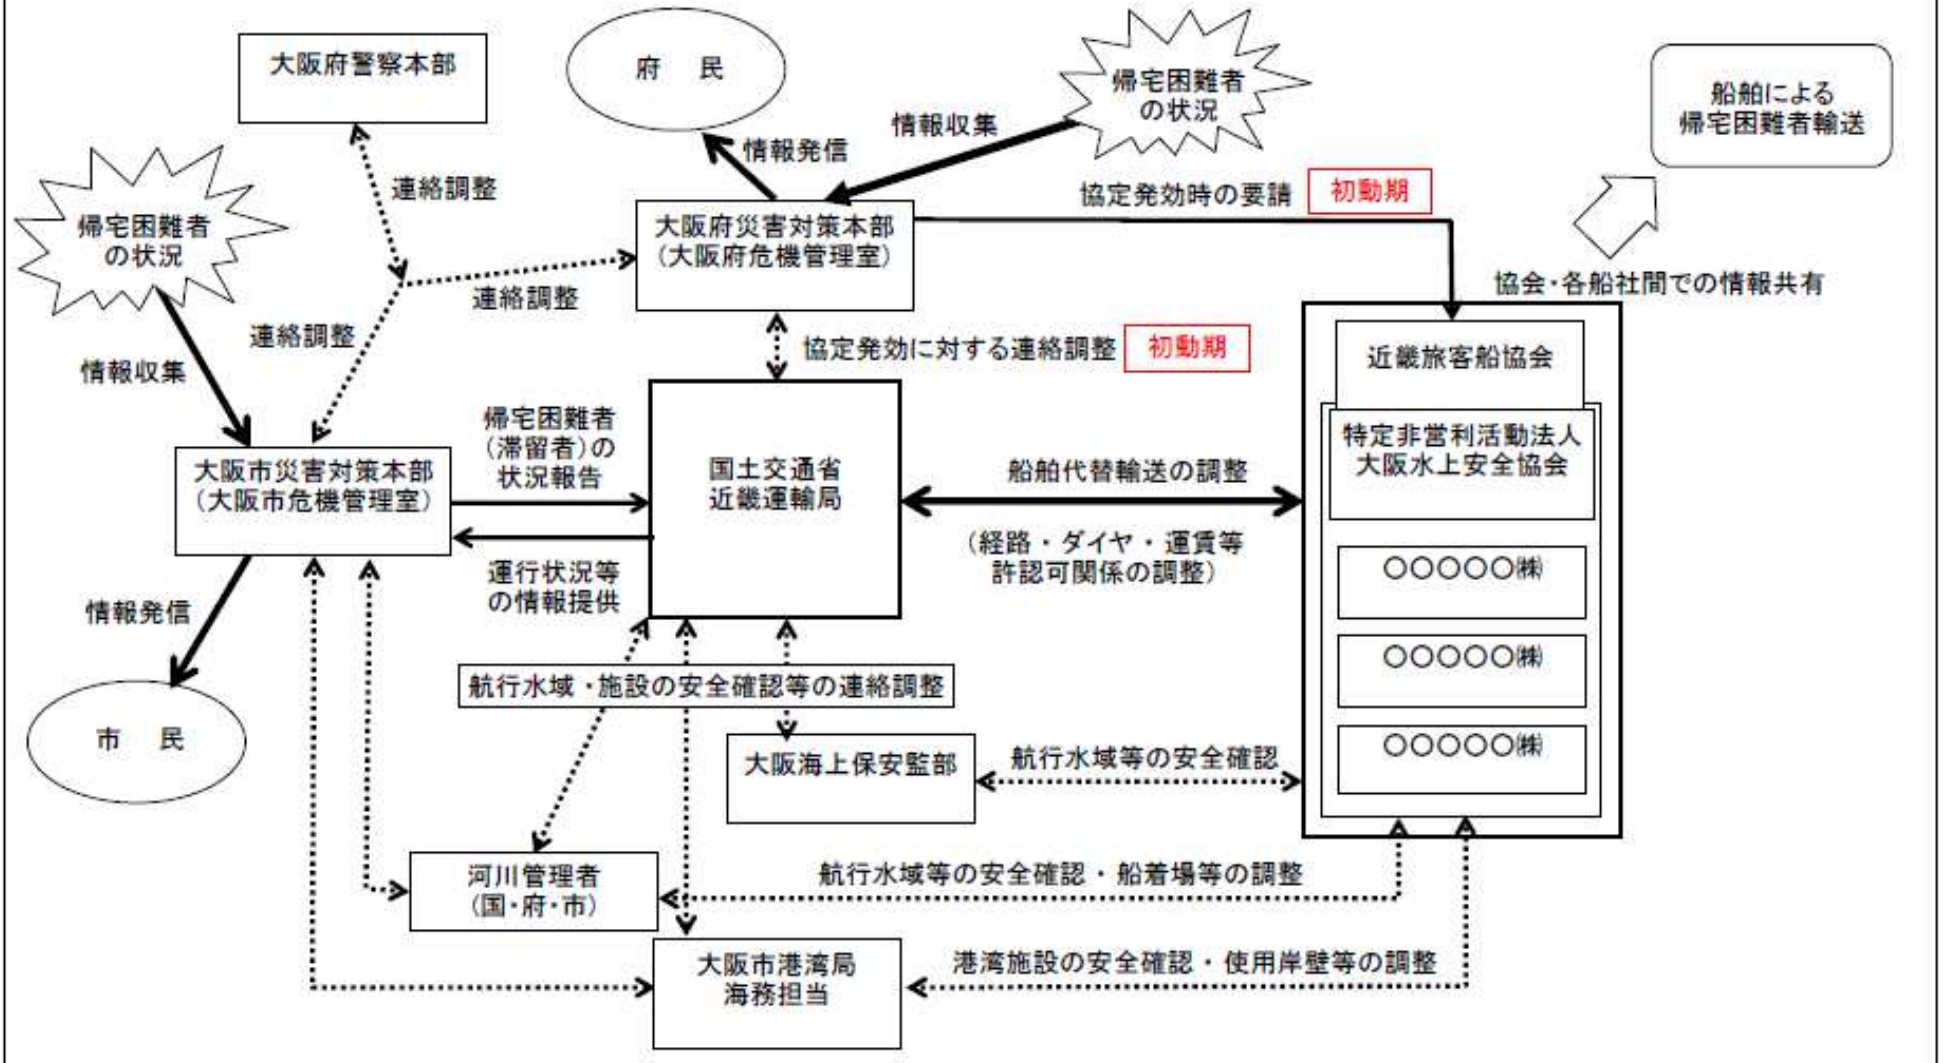 大阪府警察本部
府　民
帰宅困難者
の状況
船舶による
帰宅困難者輸送
情報収集
情報発信
連絡調整
協定発効時の要請
初動期
帰宅困難者
の状況
大阪府災害対策本部
（大阪府危機管理室）
連絡調整
協会・各船社間での情報共有
連絡調整
協定発効に対する連絡調整
初動期
近畿旅客船協会
情報収集
帰宅困難者
（滞留者）の
状況報告
特定非営利活動法人
大阪水上安全協会
大阪市災害対策本部
（大阪市危機管理室）
国土交通省
近畿運輸局
船舶代替輸送の調整
（経路・ダイヤ・運賃等
許認可関係の調整）
運行状況等
の情報提供
〇〇〇〇〇㈱
情報発信
〇〇〇〇〇㈱
航行水域・施設の安全確認等の連絡調整
市　民
〇〇〇〇〇㈱
大阪海上保安監部
航行水域等の安全確認
河川管理者
（国・府・市）
航行水域等の安全確認・船着場等の調整
大阪市港湾局
海務担当
港湾施設の安全確認・使用岸壁等の調整